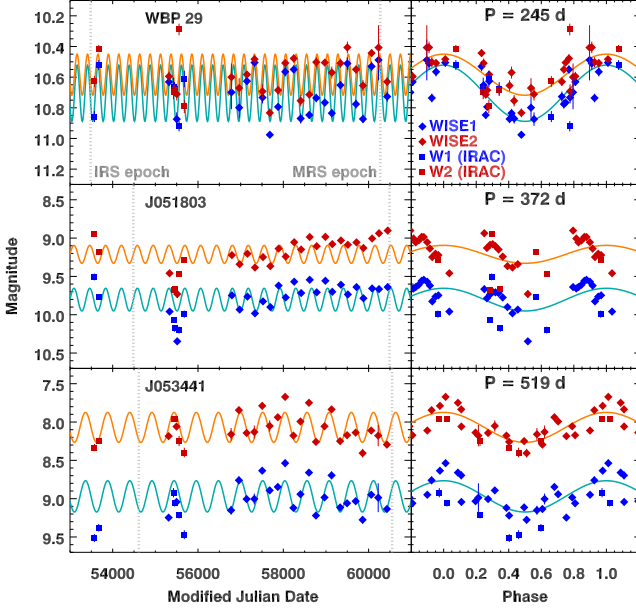 WBP 29
P = 245 d
10.2
10.4
10.6
10.8
11.0
11.2
IRS epoch
MRS epoch
WISE1
WISE2
W1 (IRAC)
W2 (IRAC)
J051803
P = 372 d
8.5
9.0
9.5
10.0
10.5
Magnitude
J053441
P = 519 d
7.5
8.0
8.5
9.0
9.5
54000
56000
58000
60000
0.0
0.2
0.4
0.6
0.8
1.0
Modified Julian Date
Phase